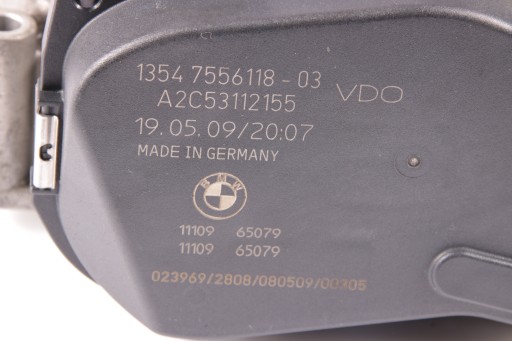 1354 7556118 - 03 VDO
A2C53112155
19.05.09/20:07
MADE IN GERMANY
BMW
11109 65079
11109 65079
023969/2808/080509/00305